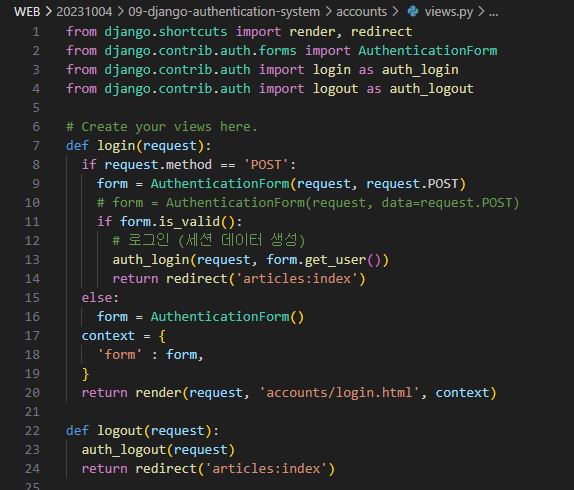 WEB > 20231004 > 09-django-authentication-system > accounts > views.py > ...
1 from django.shortcuts import render, redirect
2 from django.contrib.auth.forms import AuthenticationForm
3 from django.contrib.auth import login as auth_login
4 from django.contrib.auth import logout as auth_logout
5
6 # Create your views here.
7 def login(request):
8   if request.method == 'POST':
9     form = AuthenticationForm(request, request.POST)
10     # form = AuthenticationForm(request, data=request.POST)
11     if form.is_valid():
12       # 로그인 (세션 데이터 생성)
13       auth_login(request, form.get_user())
14       return redirect('articles:index')
15   else:
16     form = AuthenticationForm()
17   context = {
18     'form' : form,
19   }
20   return render(request, 'accounts/login.html', context)
21
22 def logout(request):
23   auth_logout(request)
24   return redirect('articles:index')
25